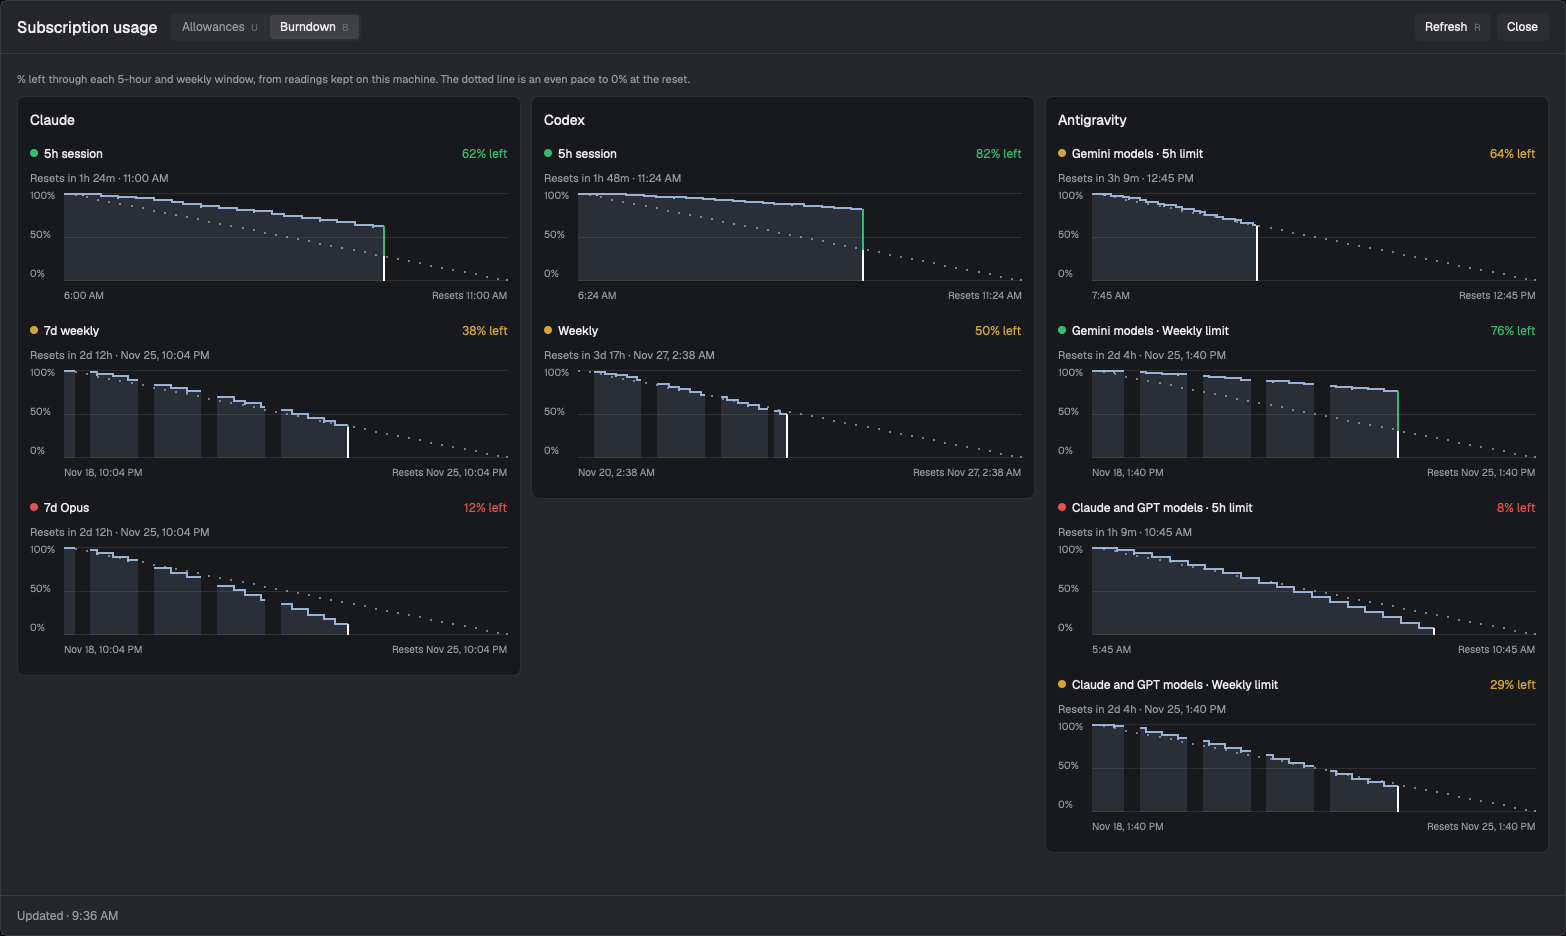 Subscription usage
Allowances U
Burndown B
Refresh R
Close
% left through each 5-hour and weekly window, from readings kept on this machine. The dotted line is an even pace to 0% at the reset.
Claude
5h session
62% left
Resets in 1h 24m · 11:00 AM
100%
50%
0%
6:00 AM
Resets 11:00 AM
7d weekly
38% left
Resets in 2d 12h · Nov 25, 10:04 PM
100%
50%
0%
Nov 18, 10:04 PM
Resets Nov 25, 10:04 PM
7d Opus
12% left
Resets in 2d 12h · Nov 25, 10:04 PM
100%
50%
0%
Nov 18, 10:04 PM
Resets Nov 25, 10:04 PM
Codex
5h session
82% left
Resets in 1h 48m · 11:24 AM
100%
50%
0%
6:24 AM
Resets 11:24 AM
Weekly
50% left
Resets in 3d 17h · Nov 27, 2:38 AM
100%
50%
0%
Nov 20, 2:38 AM
Resets Nov 27, 2:38 AM
Antigravity
Gemini models · 5h limit
64% left
Resets in 3h 9m · 12:45 PM
100%
50%
0%
7:45 AM
Resets 12:45 PM
Gemini models · Weekly limit
76% left
Resets in 2d 4h · Nov 25, 1:40 PM
100%
50%
0%
Nov 18, 1:40 PM
Resets Nov 25, 1:40 PM
Claude and GPT models · 5h limit
8% left
Resets in 1h 9m · 10:45 AM
100%
50%
0%
5:45 AM
Resets 10:45 AM
Claude and GPT models · Weekly limit
29% left
Resets in 2d 4h · Nov 25, 1:40 PM
100%
50%
0%
Nov 18, 1:40 PM
Resets Nov 25, 1:40 PM
Updated · 9:36 AM